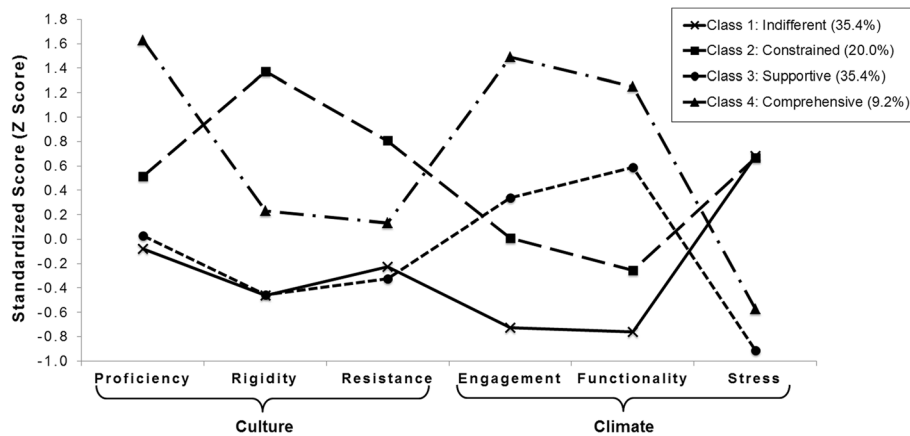 1.8
1.6
1.4
1.2
1.0
0.8
0.6
0.4
0.2
0.0
-0.2
-0.4
-0.6
-0.8
-1.0
Standardized Score (Z Score)
Class 1: Indifferent (35.4%)
Class 2: Constrained (20.0%)
Class 3: Supportive (35.4%)
Class 4: Comprehensive (9.2%)
Proficiency Rigidity Resistance Engagement Functionality Stress
Culture Climate